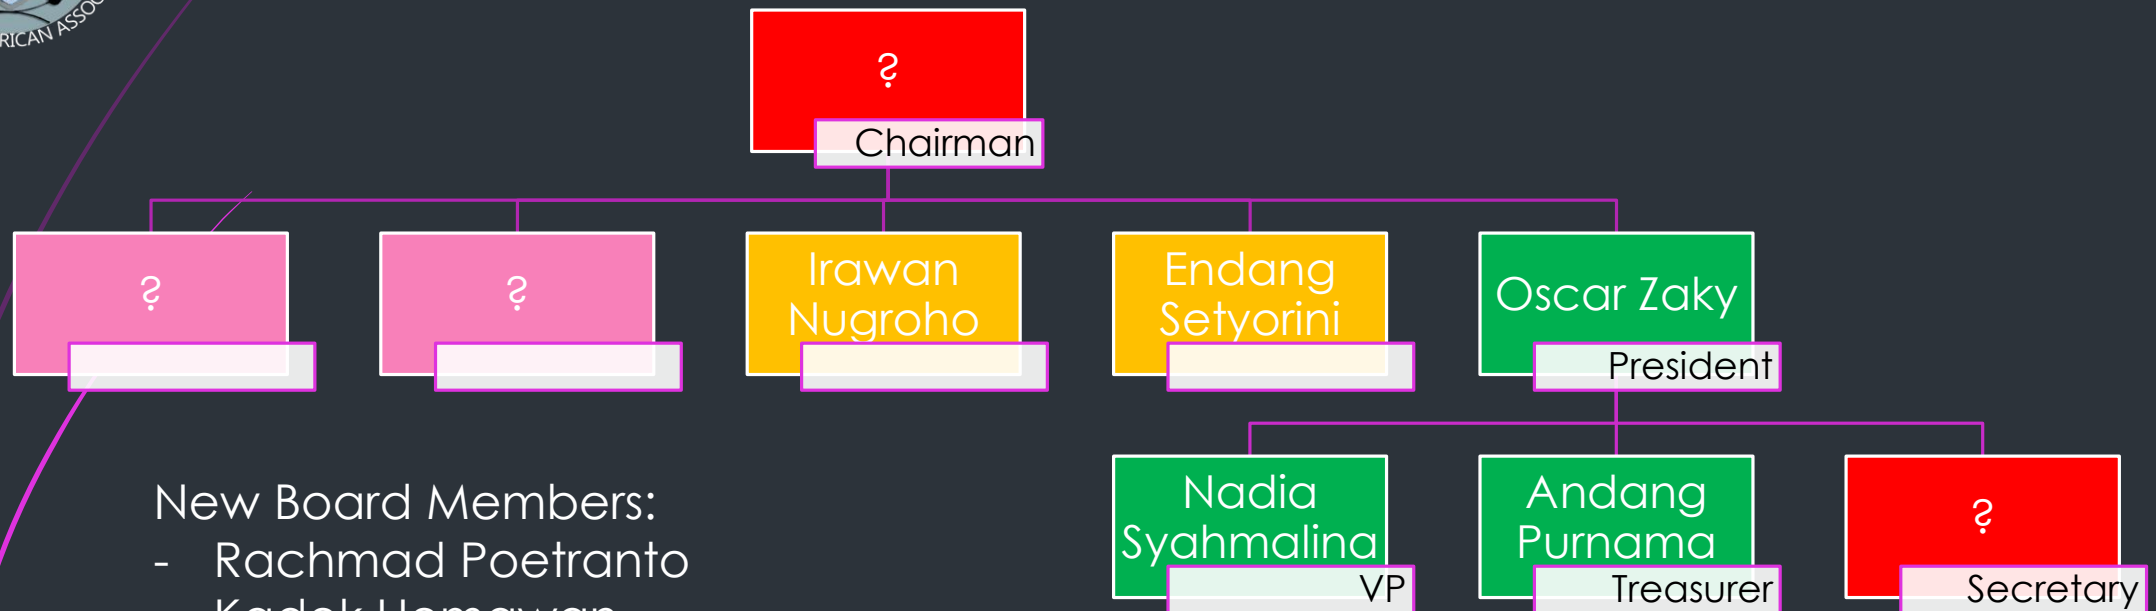 RICAN ASSOC
?
Chairman
?
?
Irawan
Nugroho
Endang
Setyorini
Oscar Zaky
President
Nadia
Syahmalina
VP
Andang
Purnama
Treasurer
?
Secretary
New Board Members:
- Rachmad Poetranto